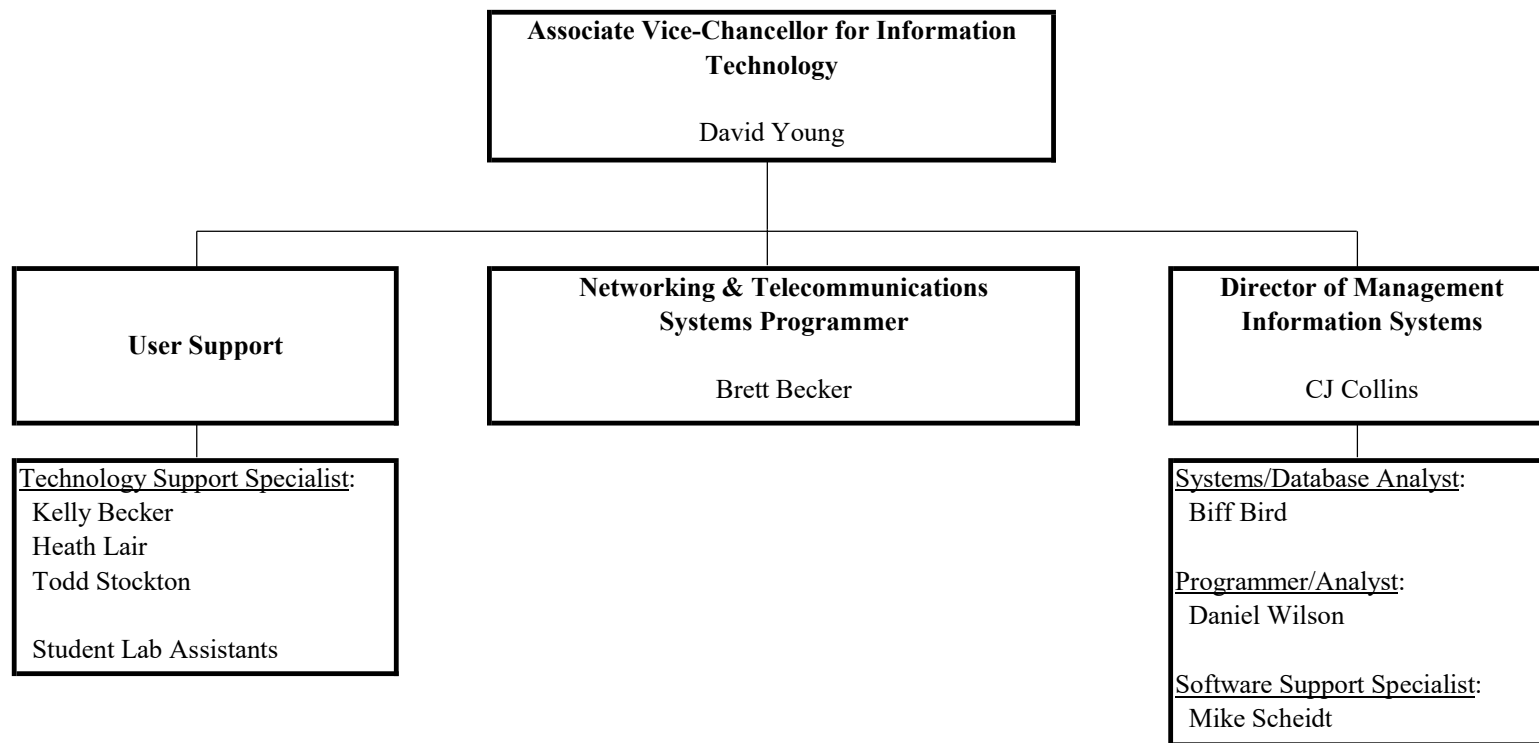 Associate Vice-Chancellor for Information
Technology
David Young
User Support
Networking & Telecommunications
Systems Programmer
Brett Becker
Director of Management
Information Systems
CJ Collins
Technology Support Specialist:
Kelly Becker
Heath Lair
Todd Stockton
Student Lab Assistants
Systems/Database Analyst:
Biff Bird
Programmer/Analyst:
Daniel Wilson
Software Support Specialist:
Mike Scheidt